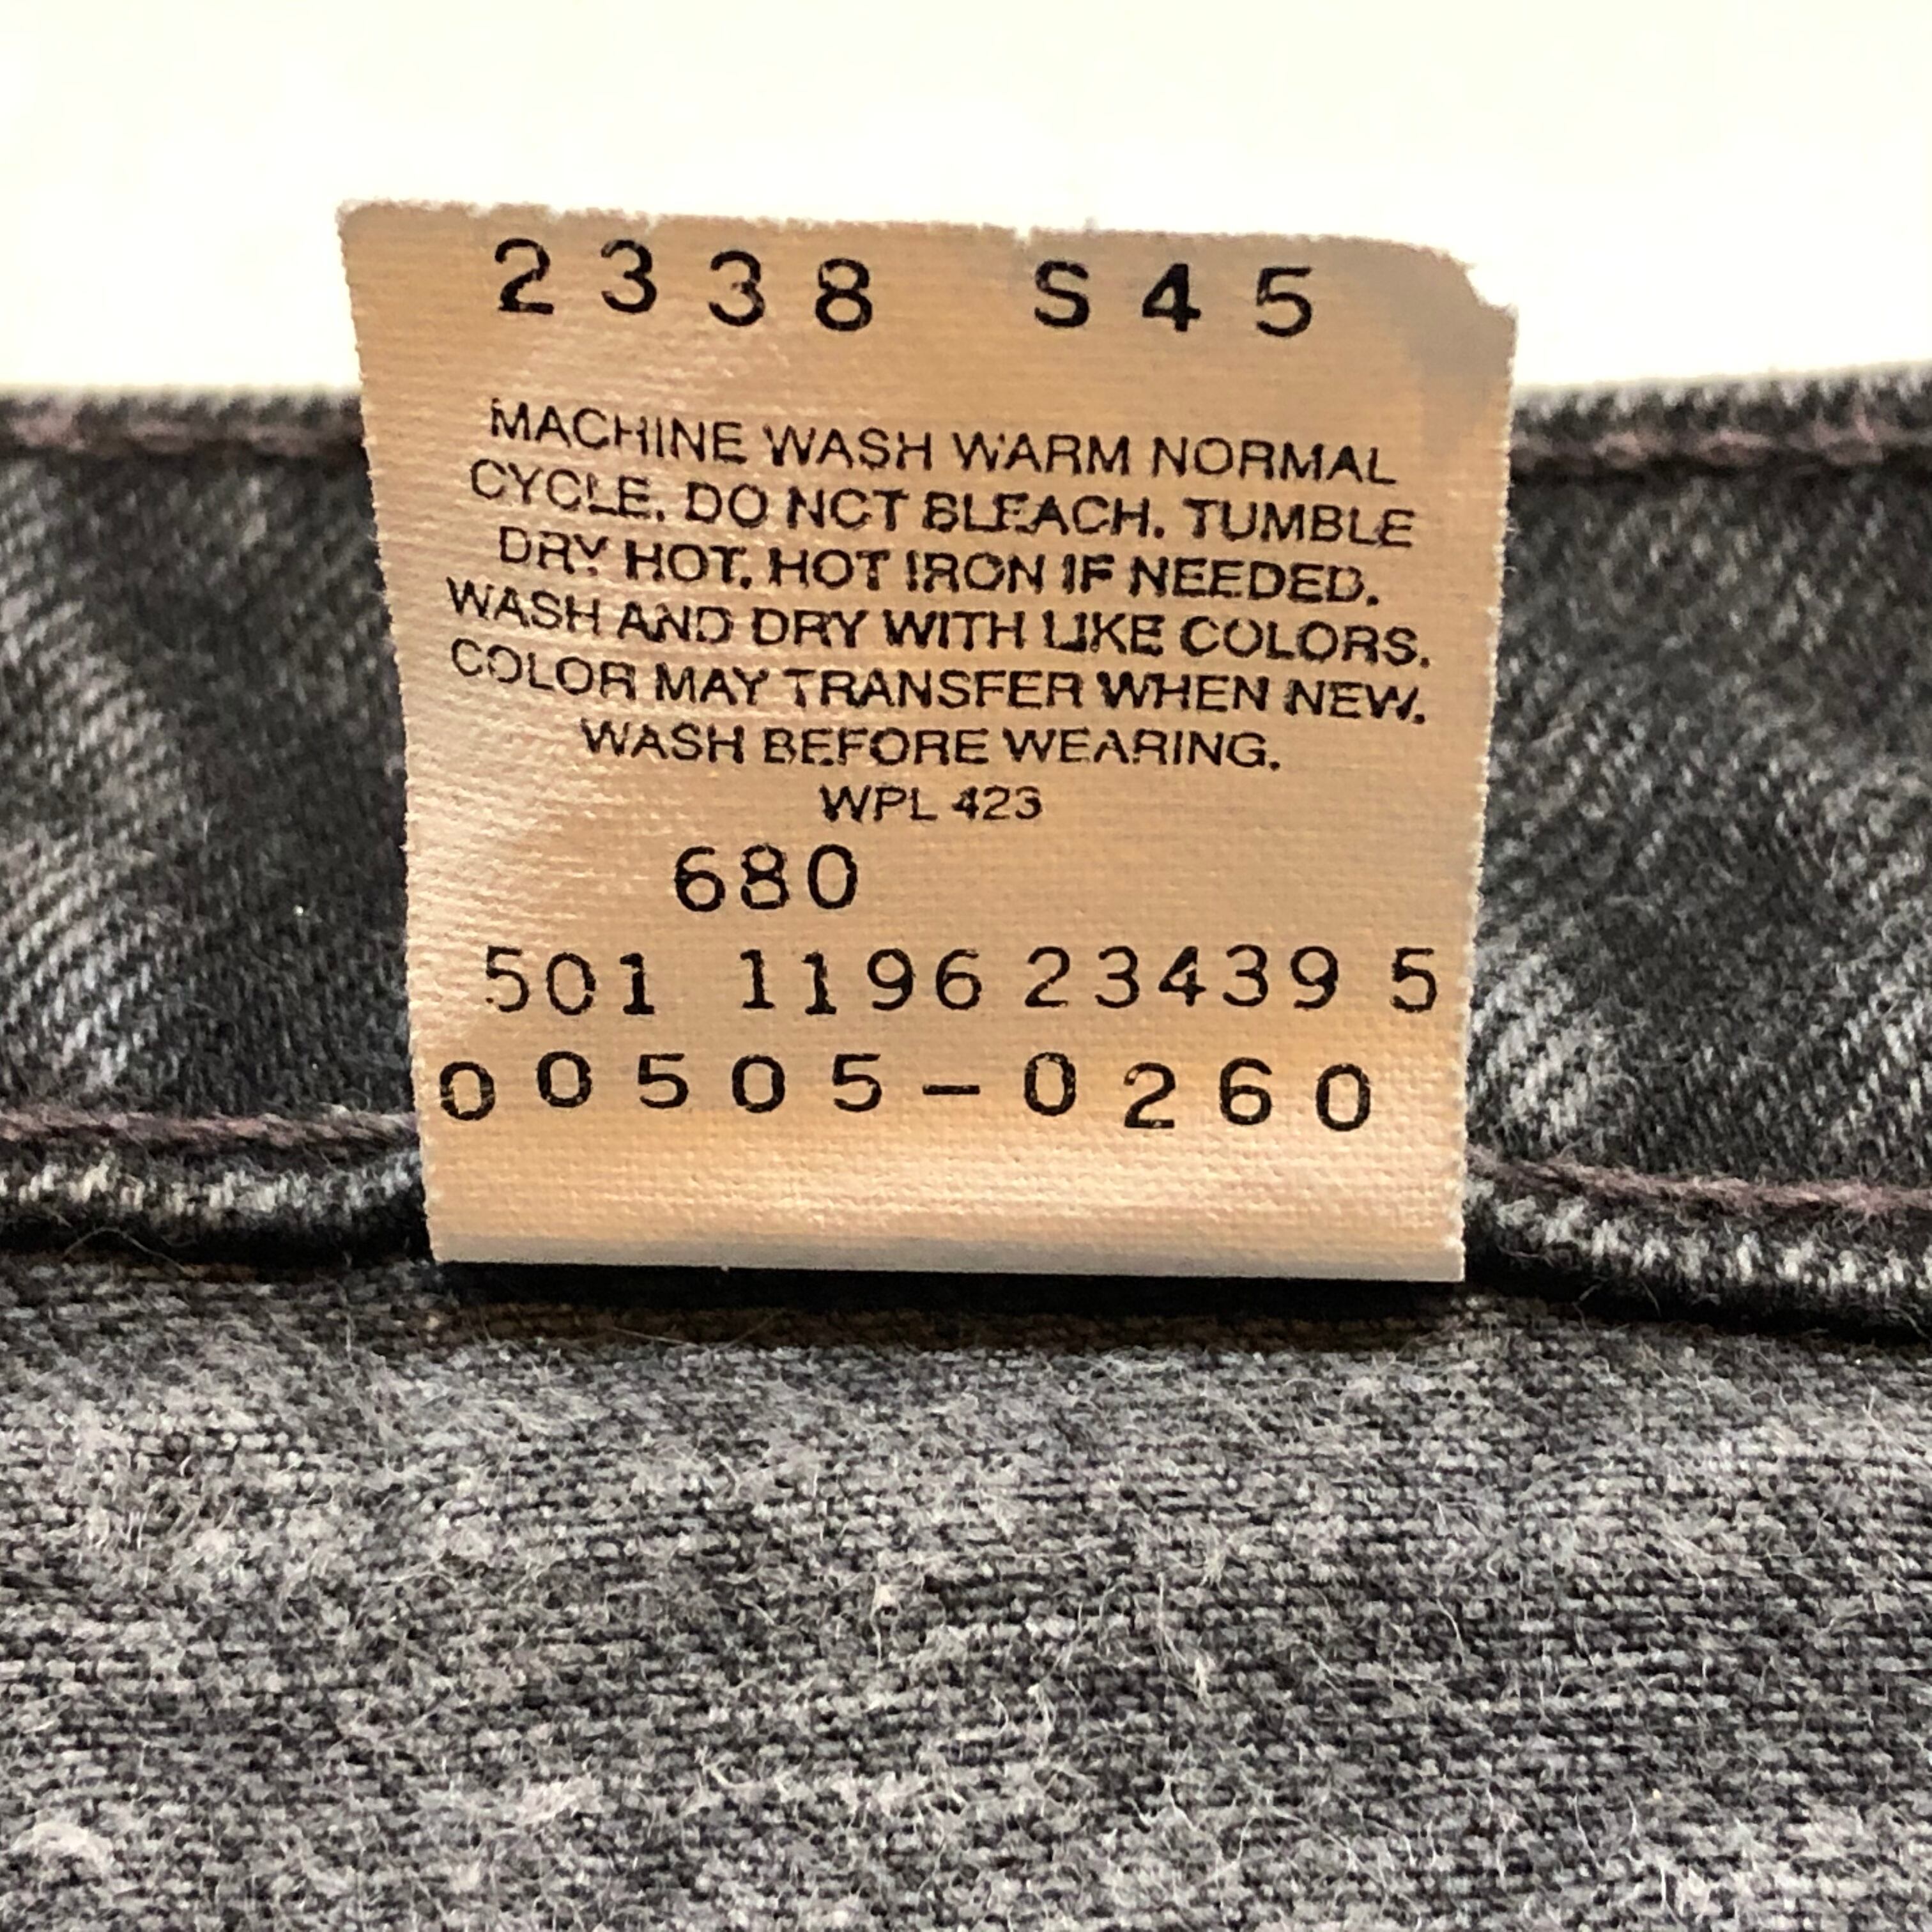 2338 S45
MACHINE WASH WARM NORMAL
CYCLE. DO NOT BLEACH. TUMBLE
DRY HOT. HOT IRON IF NEEDED.
WASH AND DRY WITH LIKE COLORS.
COLOR MAY TRANSFER WHEN NEW.
WASH BEFORE WEARING.
WPL 423
680
501 1196 23439 5
00505-0260